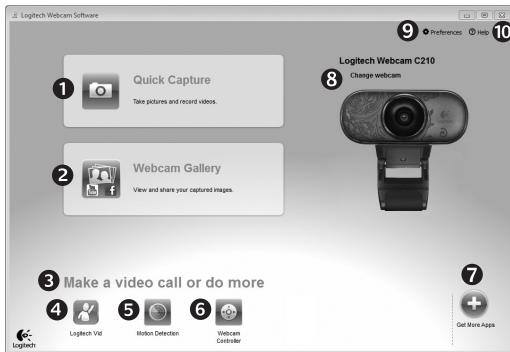 Logitech Webcam Software
9 Preferences Help 10
Logitech Webcam C210
8 Change webcam
1 Quick Capture
Take pictures and record videos.
2 Webcam Gallery
View and share your captured images.
You Tube f
3 Make a video call or do more
4 Logitech Vid
5 Motion Detection
6 Webcam Controller
7 Get More Apps
Logitech